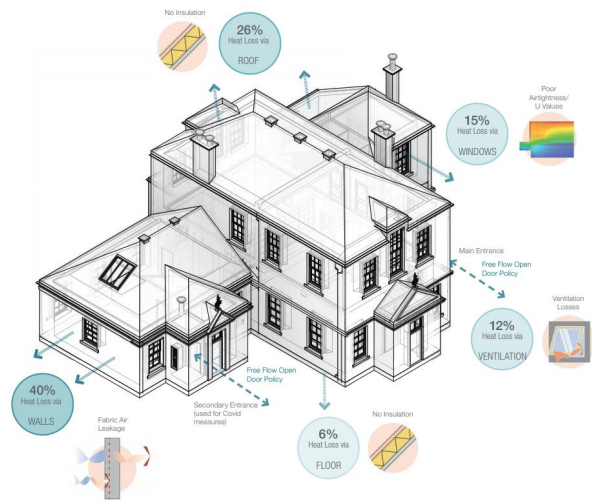 No Insulation
26%
Heat Loss via
ROOF
Poor
Airtightness/
U Values
15%
Heat Loss via
WINDOWS
Main Entrance
Free Flow Open
Door Policy
Ventilation
Losses
12%
Heat Loss via
VENTILATION
Free Flow Open
Door Policy
40%
Heat Loss via
WALLS
Secondary Entrance
(used for Covid
measures)
Fabric Air
Leakage
No Insulation
6%
Heat Loss via
FLOOR